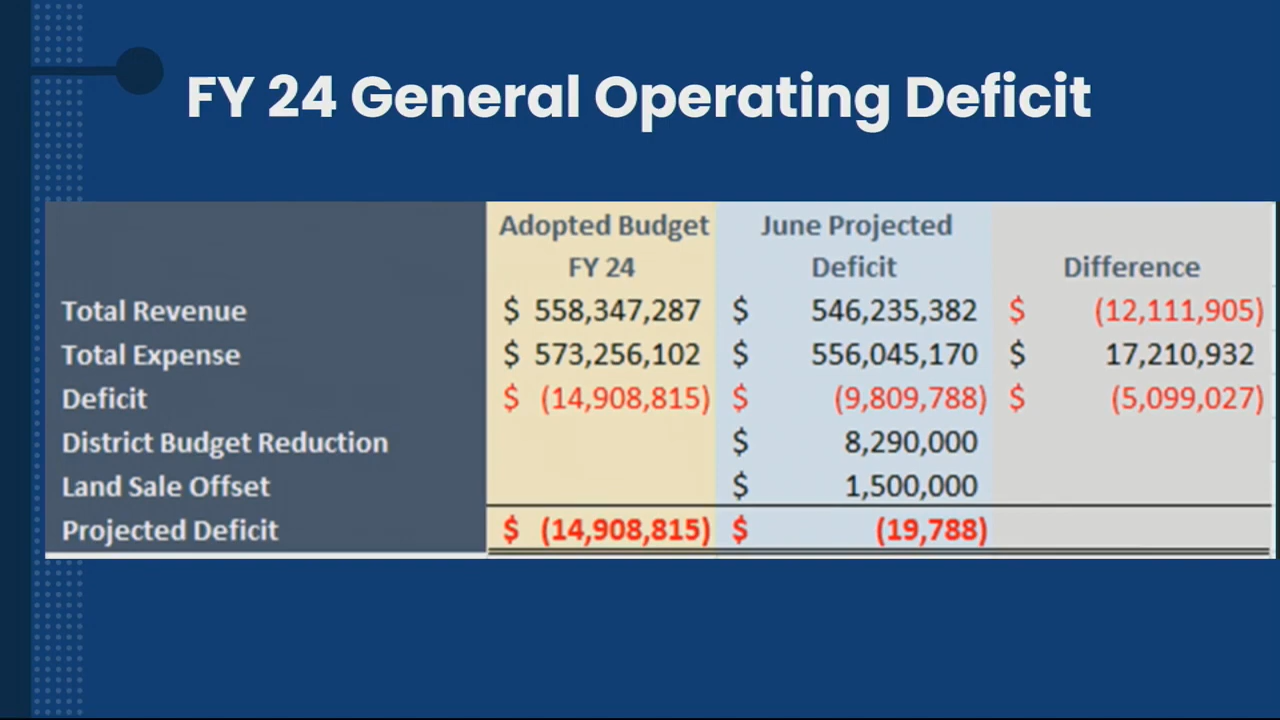 FY 24 General Operating Deficit
Adopted Budget FY 24 June Projected Deficit Difference
Total Revenue $ 558,347,287 $ 546,235,382 $ (12,111,905)
Total Expense $ 573,256,102 $ 556,045,170 $ 17,210,932
Deficit $ (14,908,815) $ (9,809,788) $ (5,099,027)
District Budget Reduction $ 8,290,000
Land Sale Offset $ 1,500,000
Projected Deficit $ (14,908,815) $ (19,788)